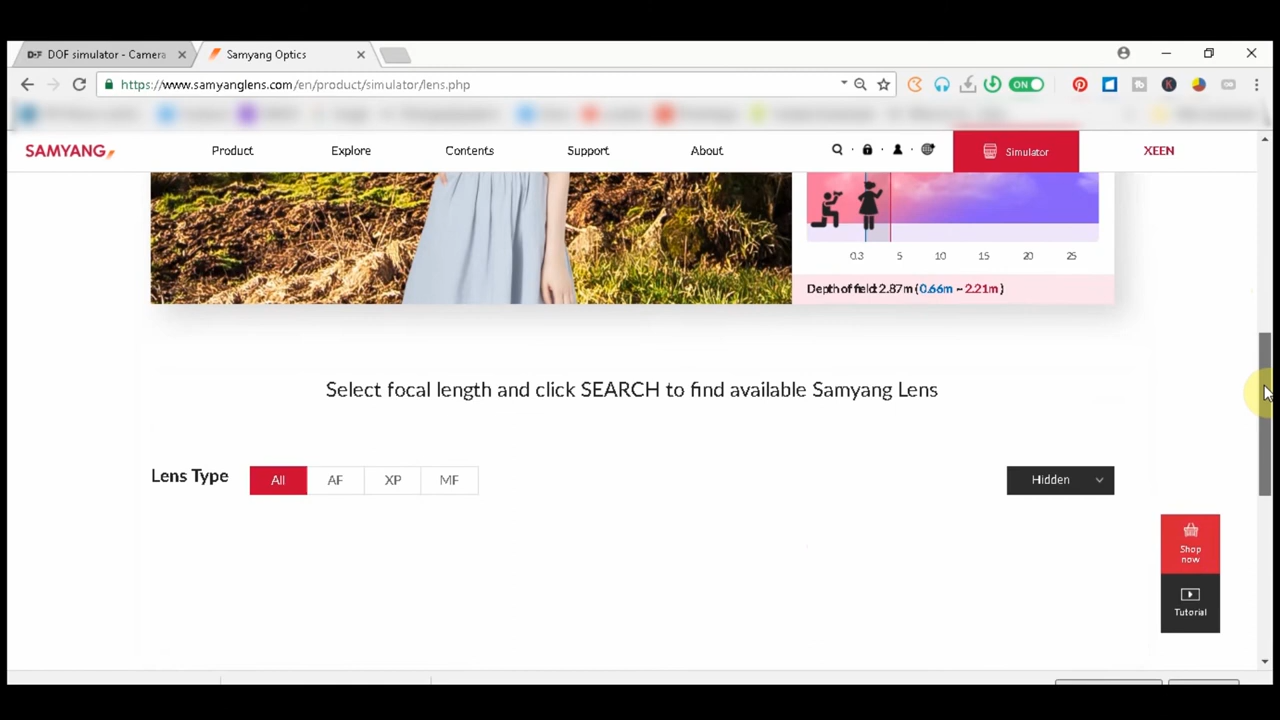 DOF simulator - Camera
Samyang Optics
https://www.samyanglens.com/en/product/simulator/lens.php
ON
SAMYANG
Product
Explore
Contents
Support
About
Simulator
XEEN
0.3 5 10 15 20 25
Depth of field: 2.87m ( 0.66m ~ 2.21m )
Select focal length and click SEARCH to find available Samyang Lens
Lens Type
All
AF
XP
MF
Hidden
Shop
now
Tutorial